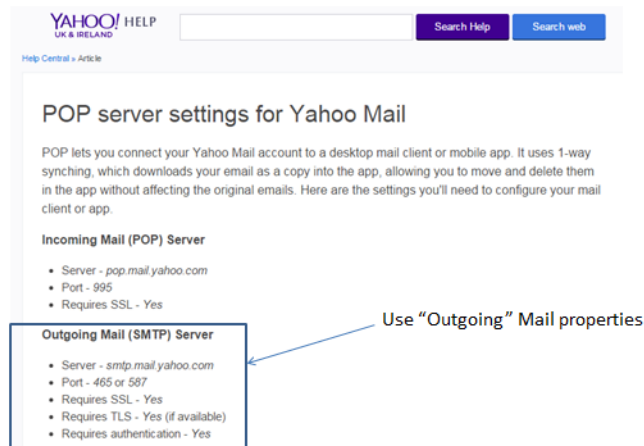 YAHOO! HELP
UK & IRELAND
Search Help
Search web
Help Central » Article
POP server settings for Yahoo Mail
POP lets you connect your Yahoo Mail account to a desktop mail client or mobile app. It uses 1-way
synching, which downloads your email as a copy into the app, allowing you to move and delete them
in the app without affecting the original emails. Here are the settings you'll need to configure your mail
client or app.
Incoming Mail (POP) Server
• Server - pop.mail.yahoo.com
• Port - 995
• Requires SSL - Yes
Use "Outgoing" Mail properties
Outgoing Mail (SMTP) Server
• Server - smtp.mail.yahoo.com
• Port - 465 or 587
• Requires SSL - Yes
• Requires TLS - Yes (if available)
• Requires authentication - Yes